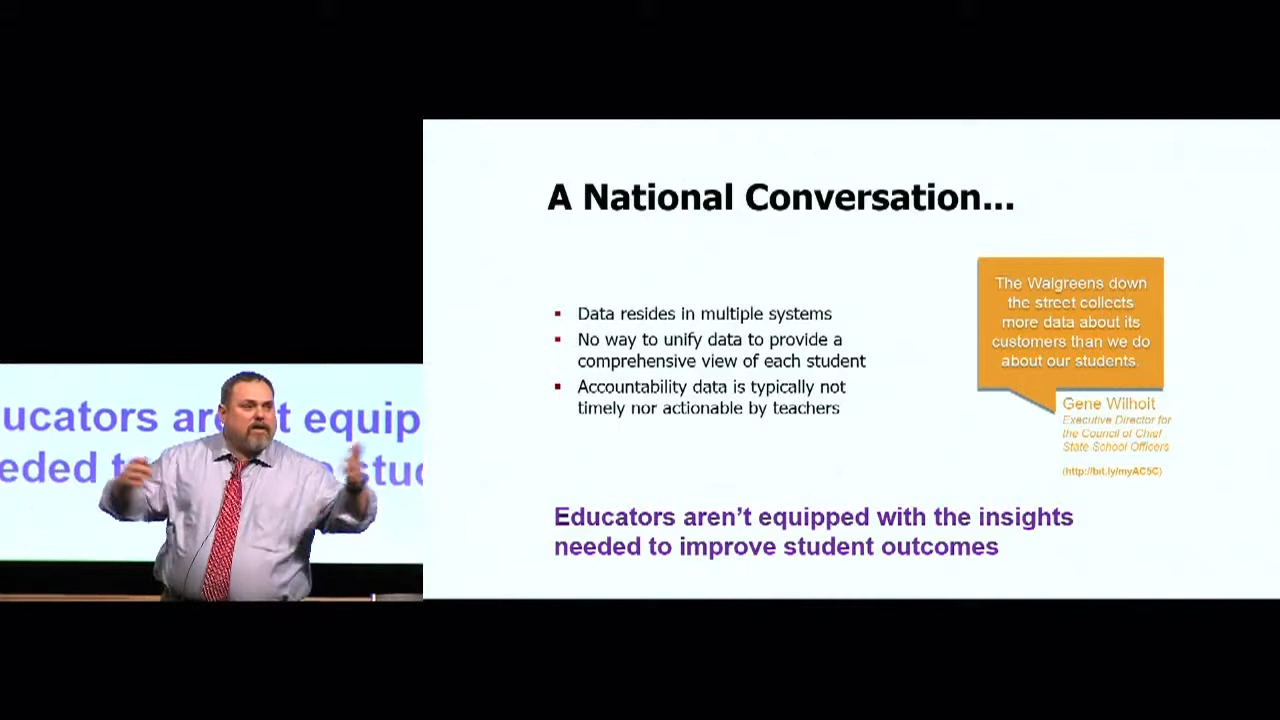 A National Conversation...
Data resides in multiple systems
No way to unify data to provide a
comprehensive view of each student
Accountability data is typically not
timely nor actionable by teachers
The Walgreens down
the street collects
more data about its
customers than we do
about our students.
Gene Wilhoit
Executive Director for
the Council of Chief
State School Officers
(http://bit.ly/myAC5C)
Educators aren't equipped with the insights
needed to improve student outcomes
ucators are t equip
eded t stu